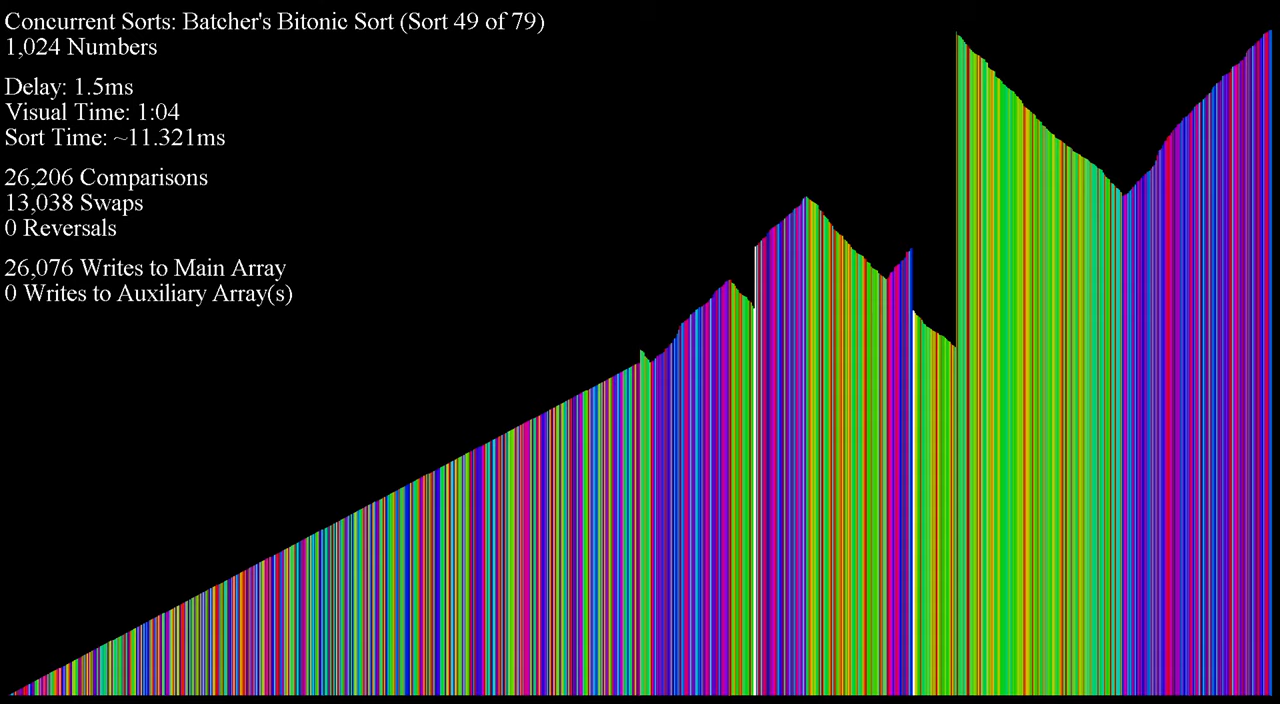 Concurrent Sorts: Batcher's Bitonic Sort (Sort 49 of 79)
1,024 Numbers
Delay: 1.5ms
Visual Time: 1:04
Sort Time: ~11.321ms
26,206 Comparisons
13,038 Swaps
0 Reversals
26,076 Writes to Main Array
0 Writes to Auxiliary Array(s)